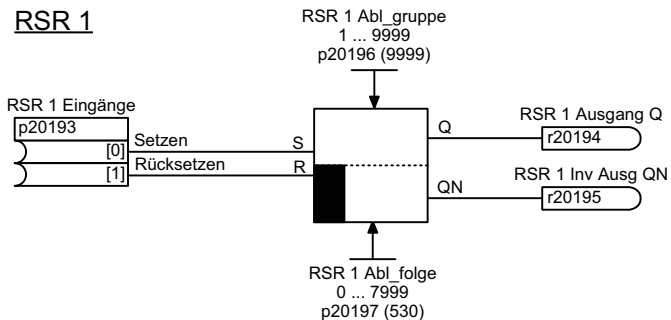 RSR 1
RSR 1 Abl_gruppe
1 ... 9999
p20196 (9999)
RSR 1 Eingänge
p20193
[0]
Setzen
S
[1]
Rücksetzen
R
Q
RSR 1 Ausgang Q
r20194
QN
RSR 1 Inv Ausg QN
r20195
RSR 1 Abl_folge
0 ... 7999
p20197 (530)